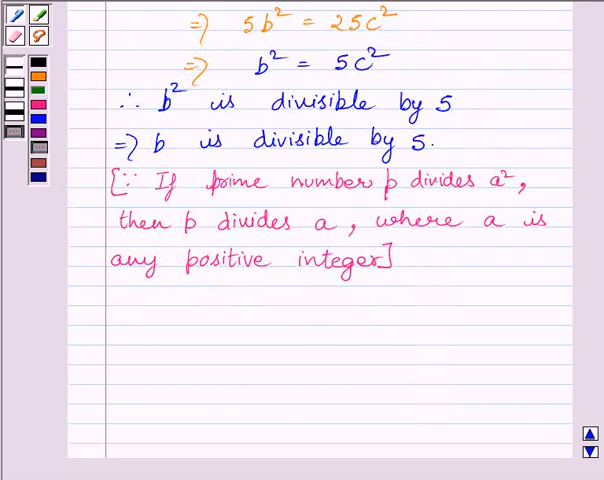 => 5b² = 25c²
=> b² = 5c²
∴ b² is divisible by 5
=> b is divisible by 5.
[∵ If prime number p divides a²,
then p divides a, where a is
any positive integer]